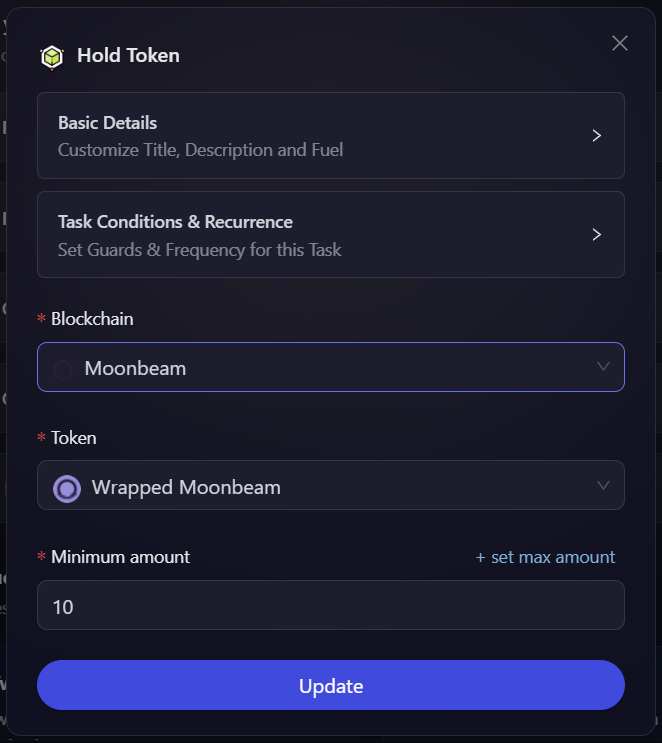 Hold Token
Basic Details
Customize Title, Description and Fuel
Task Conditions & Recurrence
Set Guards & Frequency for this Task
* Blockchain
Moonbeam
* Token
Wrapped Moonbeam
* Minimum amount + set max amount
10
Update